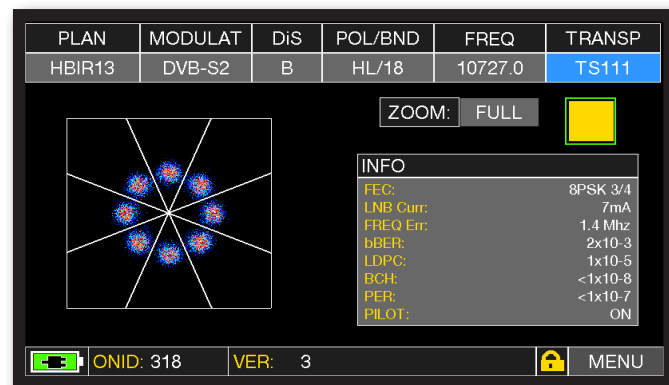 PLAN MODULAT DiS POL/BND FREQ TRANSP
HBIR13 DVB-S2 B HL/18 10727.0 TS111
ZOOM: FULL
INFO
FEC: 8PSK 3/4
LNB Curr: 7mA
FREQ Err: 1.4 Mhz
bBER: 2x10-3
LDPC: 1x10-5
BCH: <1x10-8
PER: <1x10-7
PILOT: ON
ONID: 318 VER: 3 MENU